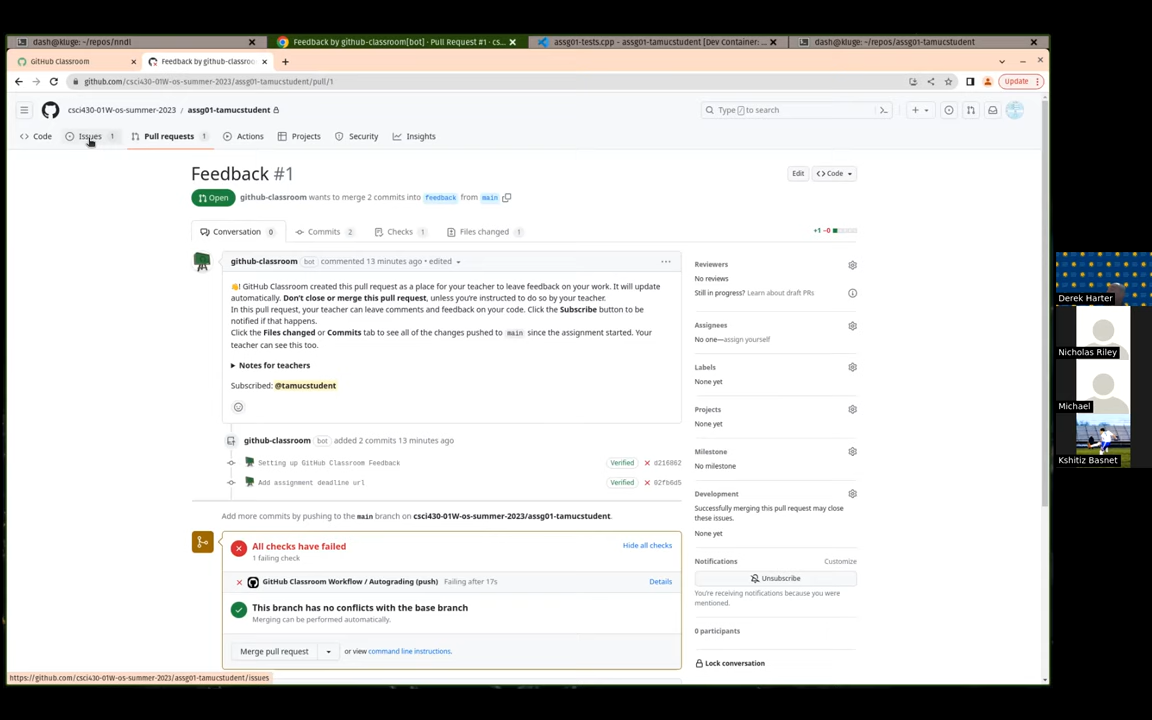 dash@kluge: ~/repos/nndl
Feedback by github-classroom[bot] · Pull Request #1 · cs...
assg01-tests.cpp - assg01-tamucstudent [Dev Container: ...
dash@kluge: ~/repos/assg01-tamucstudent
GitHub Classroom
Feedback by github-classroo
github.com/csci430-01W-os-summer-2023/assg01-tamucstudent/pull/1
Update
csci430-01W-os-summer-2023 / assg01-tamucstudent
Type / to search
Code
Issues 1
Pull requests 1
Actions
Projects
Security
Insights
Feedback #1
Edit
<> Code
Open
github-classroom wants to merge 2 commits into feedback from main
Conversation 0
Commits 2
Checks 1
Files changed 1
+1 −0
github-classroom bot commented 13 minutes ago • edited
👋! GitHub Classroom created this pull request as a place for your teacher to leave feedback on your work. It will update
automatically. Don't close or merge this pull request, unless you're instructed to do so by your teacher.
In this pull request, your teacher can leave comments and feedback on your code. Click the Subscribe button to be
notified if that happens.
Click the Files changed or Commits tab to see all of the changes pushed to main since the assignment started. Your
teacher can see this too.
Notes for teachers
Subscribed: @tamucstudent
github-classroom bot added 2 commits 13 minutes ago
Setting up GitHub Classroom Feedback
Verified
d216862
Add assignment deadline url
Verified
02fb6d5
Add more commits by pushing to the main branch on csci430-01W-os-summer-2023/assg01-tamucstudent.
All checks have failed
Hide all checks
1 failing check
GitHub Classroom Workflow / Autograding (push) Failing after 17s
Details
This branch has no conflicts with the base branch
Merging can be performed automatically.
Merge pull request
or view command line instructions.
Reviewers
No reviews
Still in progress? Learn about draft PRs
Assignees
No one—assign yourself
Labels
None yet
Projects
None yet
Milestone
No milestone
Development
Successfully merging this pull request may close
these issues.
None yet
Notifications
Customize
Unsubscribe
You're receiving notifications because you were
mentioned.
0 participants
Lock conversation
https://github.com/csci430-01W-os-summer-2023/assg01-tamucstudent/issues
Derek Harter
Nicholas Riley
Michael
Kshitiz Basnet